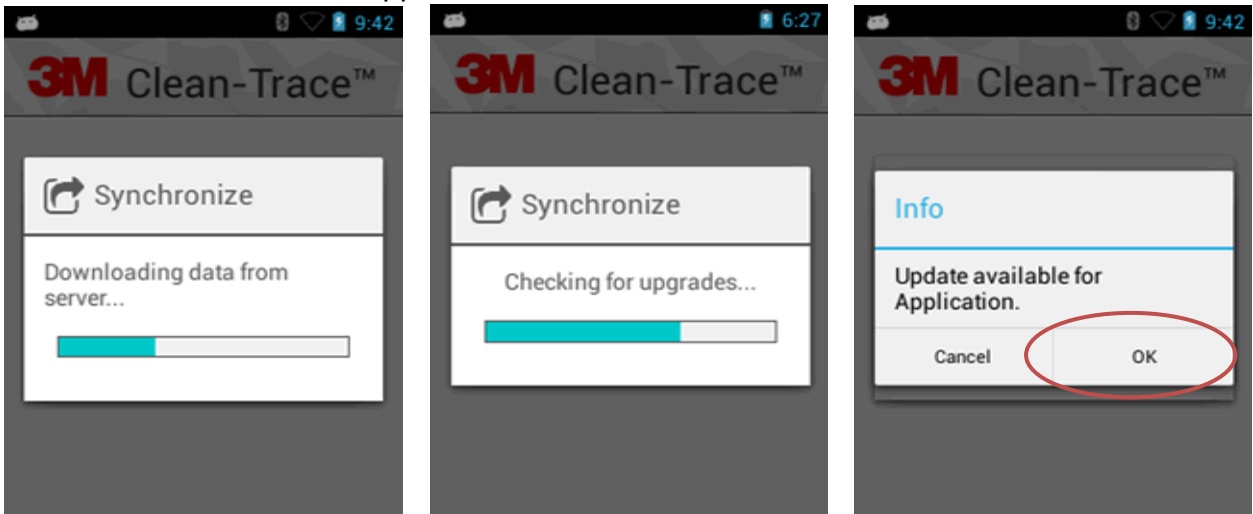 9:42
3M Clean-Trace™
Synchronize
Downloading data from
server...
6:27
3M Clean-Trace™
Synchronize
Checking for upgrades...
9:42
3M Clean-Trace™
Info
Update available for
Application.
Cancel OK